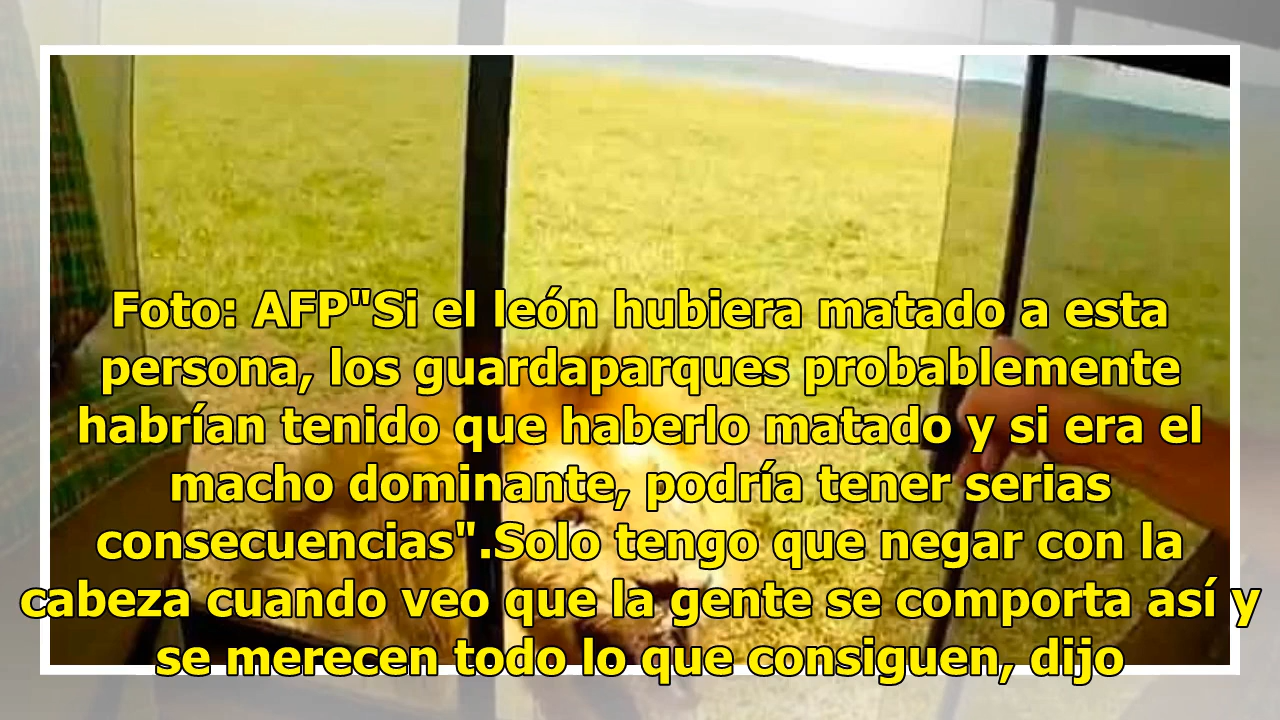 Foto: AFP"Si el león hubiera matado a esta
persona, los guardaparques probablemente
habrían tenido que haberlo matado y si era el
macho dominante, podría tener serias
consecuencias".Solo tengo que negar con la
cabeza cuando veo que la gente se comporta así y
se merecen todo lo que consiguen, dijo